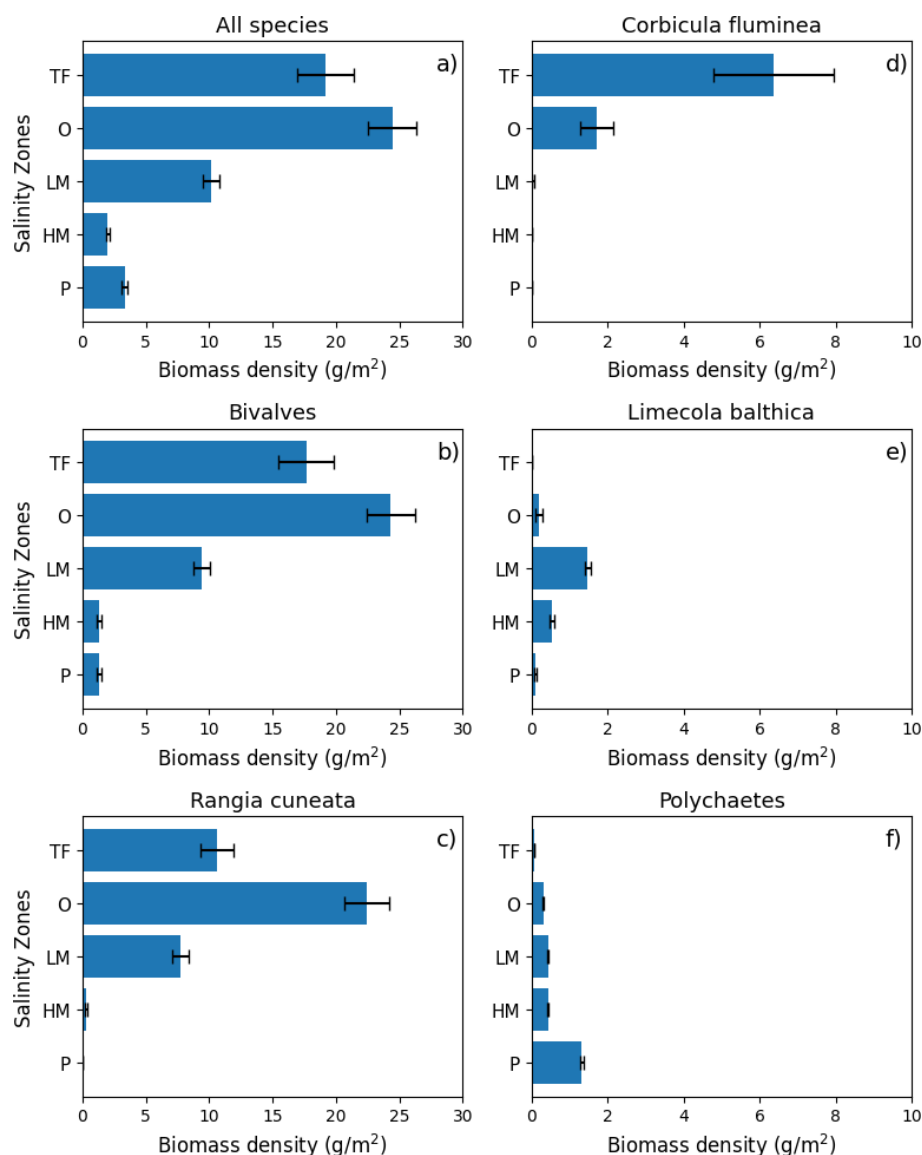 All species
a)
TF
O
LM
HM
P
Salinity Zones
0 5 10 15 20 25 30
Biomass density (g/m²)
Corbicula fluminea
d)
TF
O
LM
HM
P
0 2 4 6 8 10
Biomass density (g/m²)
Bivalves
b)
TF
O
LM
HM
P
Salinity Zones
0 5 10 15 20 25 30
Biomass density (g/m²)
Limecola balthica
e)
TF
O
LM
HM
P
0 2 4 6 8 10
Biomass density (g/m²)
Rangia cuneata
c)
TF
O
LM
HM
P
Salinity Zones
0 5 10 15 20 25 30
Biomass density (g/m²)
Polychaetes
f)
TF
O
LM
HM
P
0 2 4 6 8 10
Biomass density (g/m²)